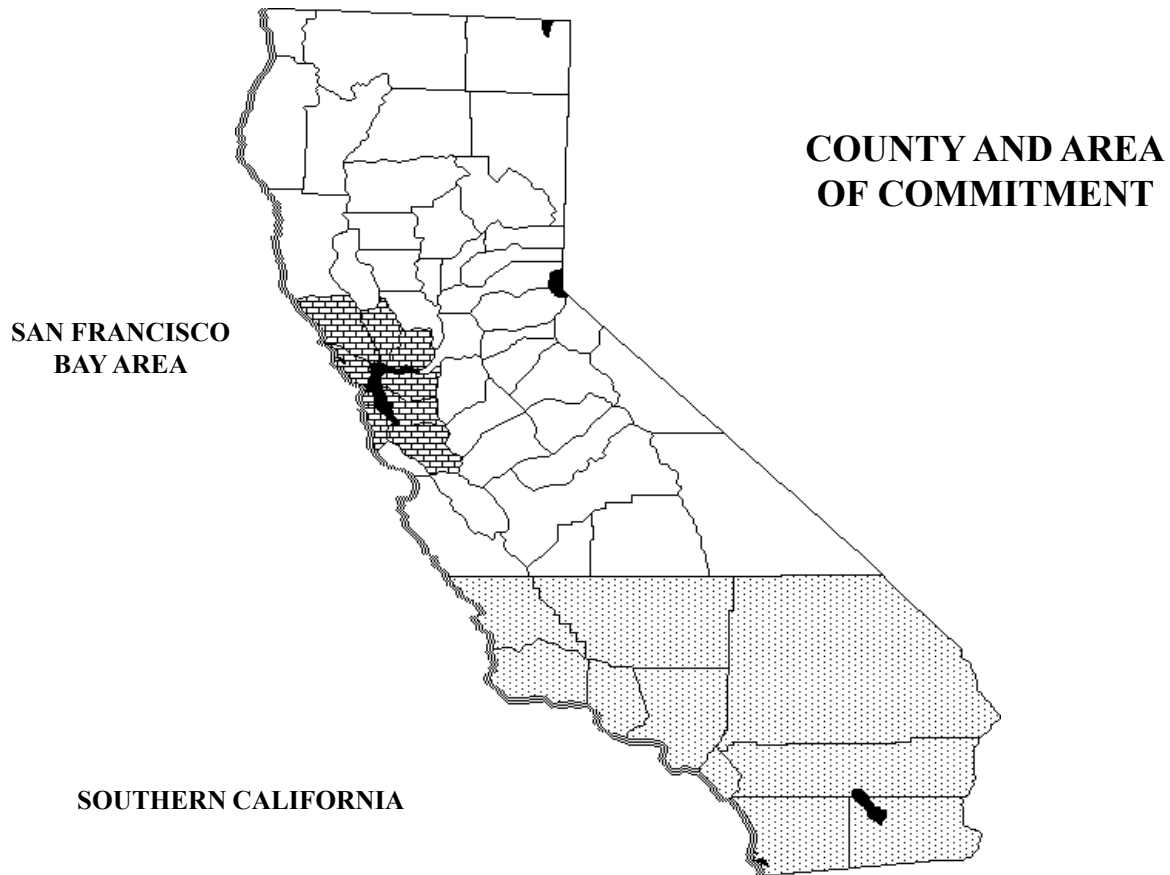 COUNTY AND AREA
OF COMMITMENT
SAN FRANCISCO
BAY AREA
SOUTHERN CALIFORNIA